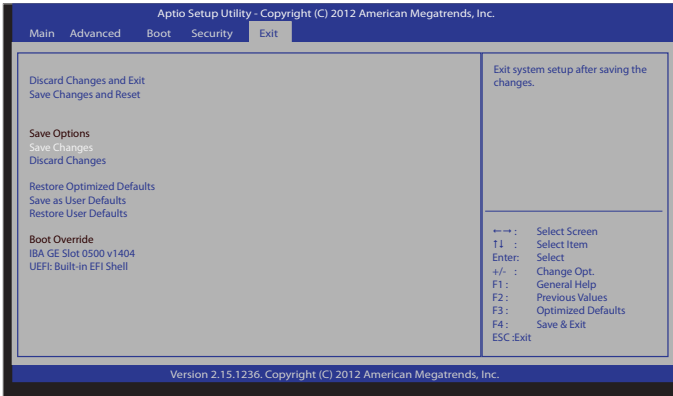 Aptio Setup Utility - Copyright (C) 2012 American Megatrends, Inc.
Main Advanced Boot Security Exit
Discard Changes and Exit
Save Changes and Reset
Save Options
Save Changes
Discard Changes
Restore Optimized Defaults
Save as User Defaults
Restore User Defaults
Boot Override
IBA GE Slot 0500 v1404
UEFI: Built-in EFI Shell
Exit system setup after saving the
changes.
←→ : Select Screen
↑↓ : Select Item
Enter: Select
+/- : Change Opt.
F1 : General Help
F2 : Previous Values
F3 : Optimized Defaults
F4 : Save & Exit
ESC :Exit
Version 2.15.1236. Copyright (C) 2012 American Megatrends, Inc.